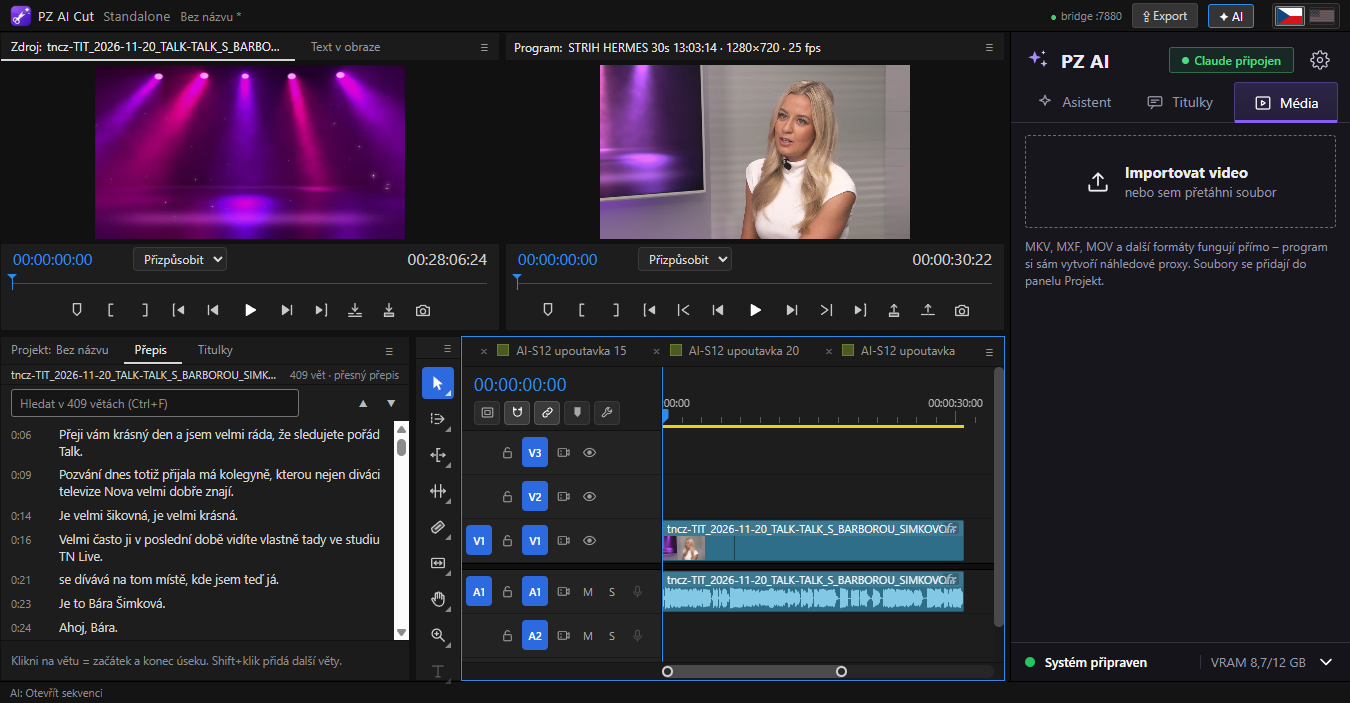 PZ AI Cut Standalone Bez názvu *
bridge :7880 Export AI
Zdroj: tncz-TIT_2026-11-20_TALK-TALK_S_BARBO... Text v obraze
Program: STRIH HERMES 30s 13:03:14 · 1280×720 · 25 fps
00:00:00:00 Přizpůsobit 00:28:06:24
00:00:00:00 Přizpůsobit 00:00:30:22
Projekt: Bez názvu Přepis Titulky
tncz-TIT_2026-11-20_TALK-TALK_S_BARBOROU_SIMK... 409 vět · přesný přepis
Hledat v 409 větách (Ctrl+F)
0:06 Přeji vám krásný den a jsem velmi ráda, že sledujete pořád
Talk.
0:09 Pozvání dnes totiž přijala má kolegyně, kterou nejen diváci
televize Nova velmi dobře znají.
0:14 Je velmi šikovná, je velmi krásná.
0:16 Velmi často ji v poslední době vidíte vlastně tady ve studiu
TN Live.
0:21 se dívává na tom místě, kde jsem teď já.
0:23 Je to Bára Šimková.
0:24 Ahoj, Bára.
Klikni na větu = začátek a konec úseku. Shift+klik přidá další věty.
AI: Otevřít sekvenci
AI-S12 upoutavka 15 AI-S12 upoutavka 20 AI-S12 upoutavka
00:00:00:00
00:00 00:00:30:00
V3
V2
V1 V1 tncz-TIT_2026-11-20_TALK-TALK_S_BARBOROU_SIMKOVO
A1 A1 M S tncz-TIT_2026-11-20_TALK-TALK_S_BARBOROU_SIMKOVO
A2 M S
PZ AI Claude připojen
Asistent Titulky Média
Importovat video
nebo sem přetáhni soubor
MKV, MXF, MOV a další formáty fungují přímo – program
si sám vytvoří náhledové proxy. Soubory se přidají do
panelu Projekt.
Systém připraven VRAM 8,7/12 GB